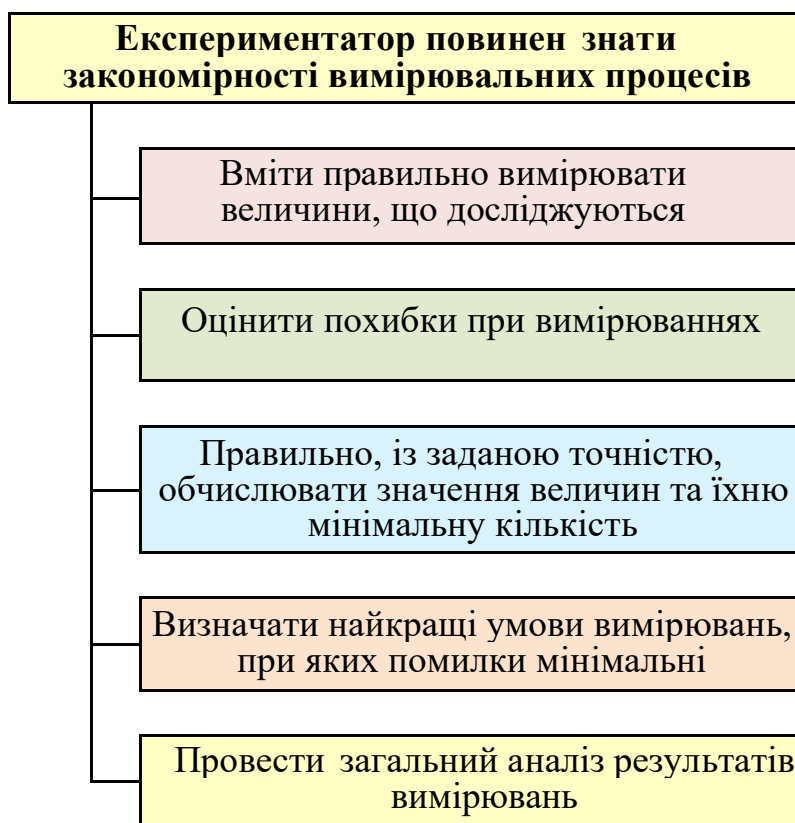 Експериментатор повинен знати
закономірності вимірювальних процесів
Вміти правильно вимірювати
величини, що досліджуються
Оцінити похибки при вимірюваннях
Правильно, із заданою точністю,
обчислювати значення величин та їхню
мінімальну кількість
Визначати найкращі умови вимірювань,
при яких помилки мінімальні
Провести загальний аналіз результатів
вимірювань